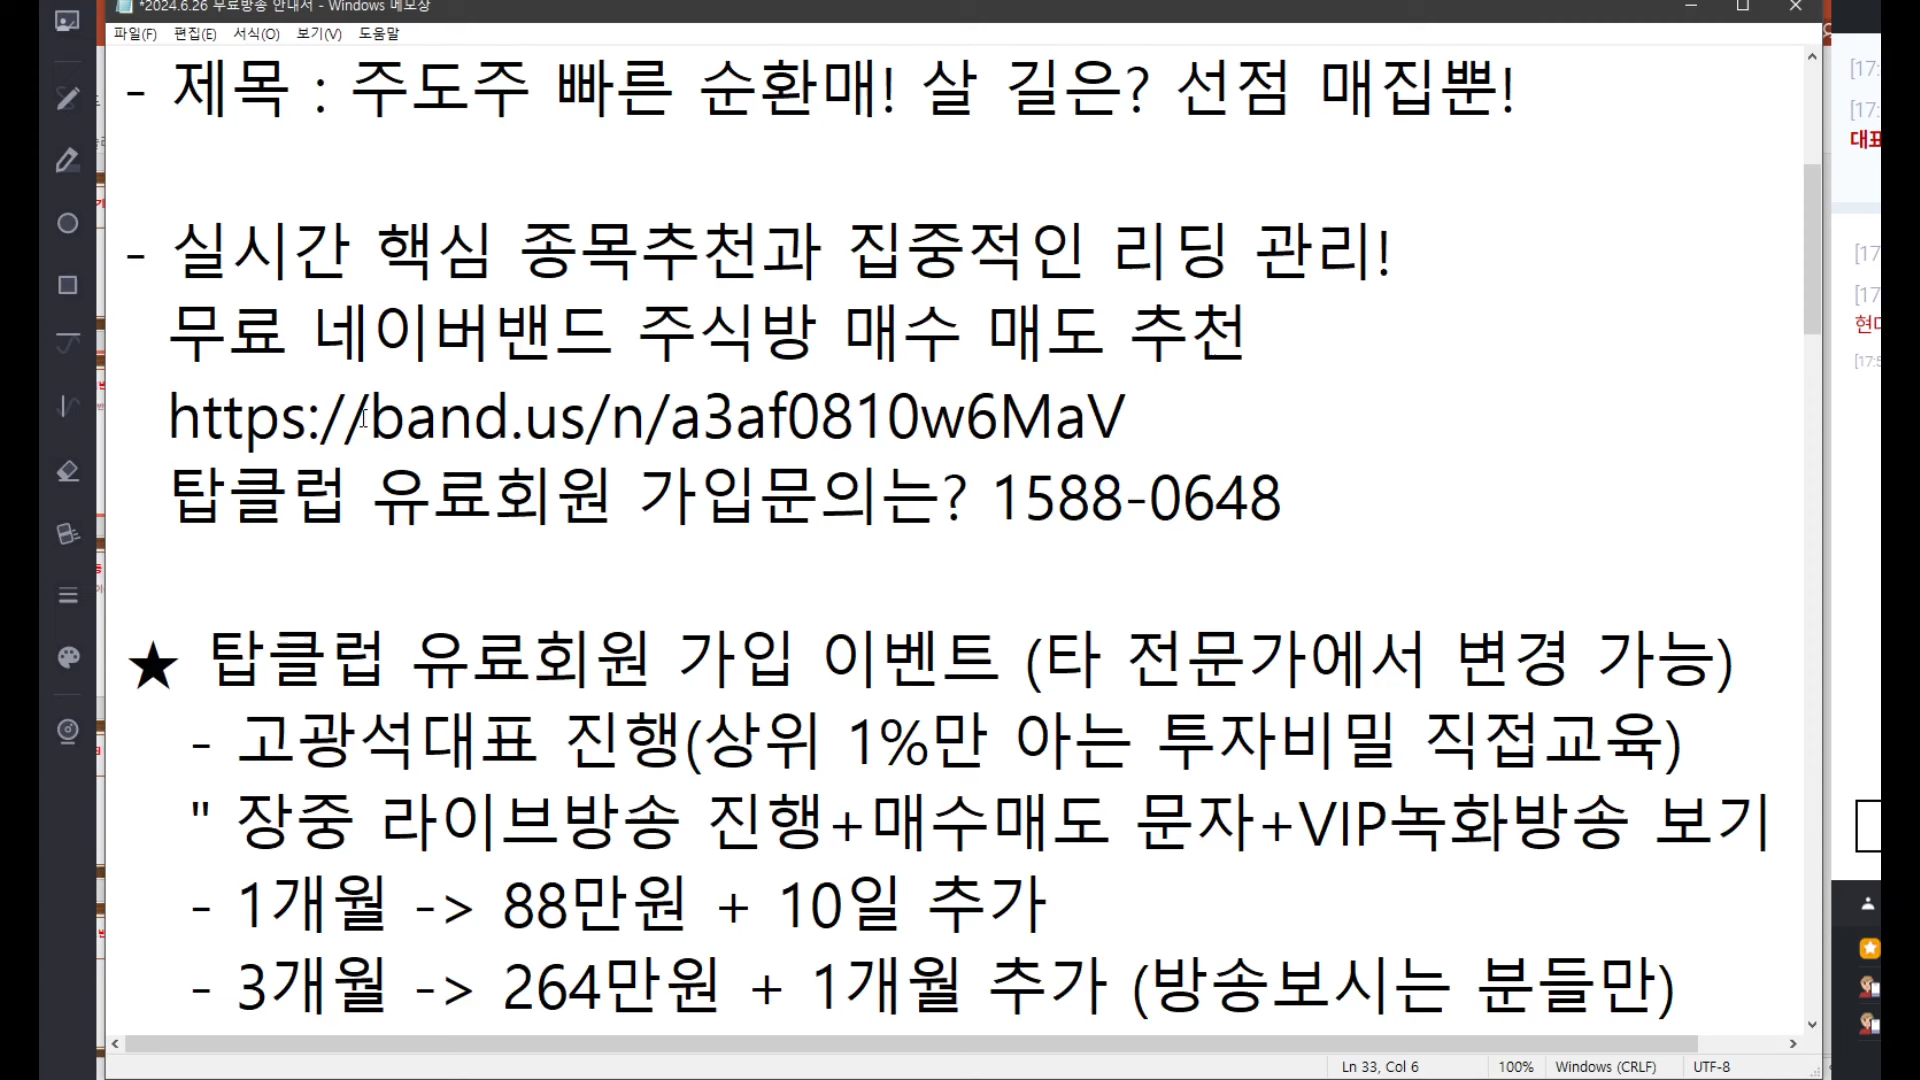 *2024.6.26 무료방송 안내서 - Windows 메모장
파일(F) 편집(E) 서식(O) 보기(V) 도움말
- 제목 : 주도주 빠른 순환매! 살 길은? 선점 매집뿐!
- 실시간 핵심 종목추천과 집중적인 리딩 관리!
무료 네이버밴드 주식방 매수 매도 추천
https://band.us/n/a3af0810w6MaV
탑클럽 유료회원 가입문의는? 1588-0648
★ 탑클럽 유료회원 가입 이벤트 (타 전문가에서 변경 가능)
- 고광석대표 진행(상위 1%만 아는 투자비밀 직접교육)
" 장중 라이브방송 진행+매수매도 문자+VIP녹화방송 보기
- 1개월 -> 88만원 + 10일 추가
- 3개월 -> 264만원 + 1개월 추가 (방송보시는 분들만)
Ln 33, Col 6 100% Windows (CRLF) UTF-8
[17:
[17:
대표
[17
[17
[17:5